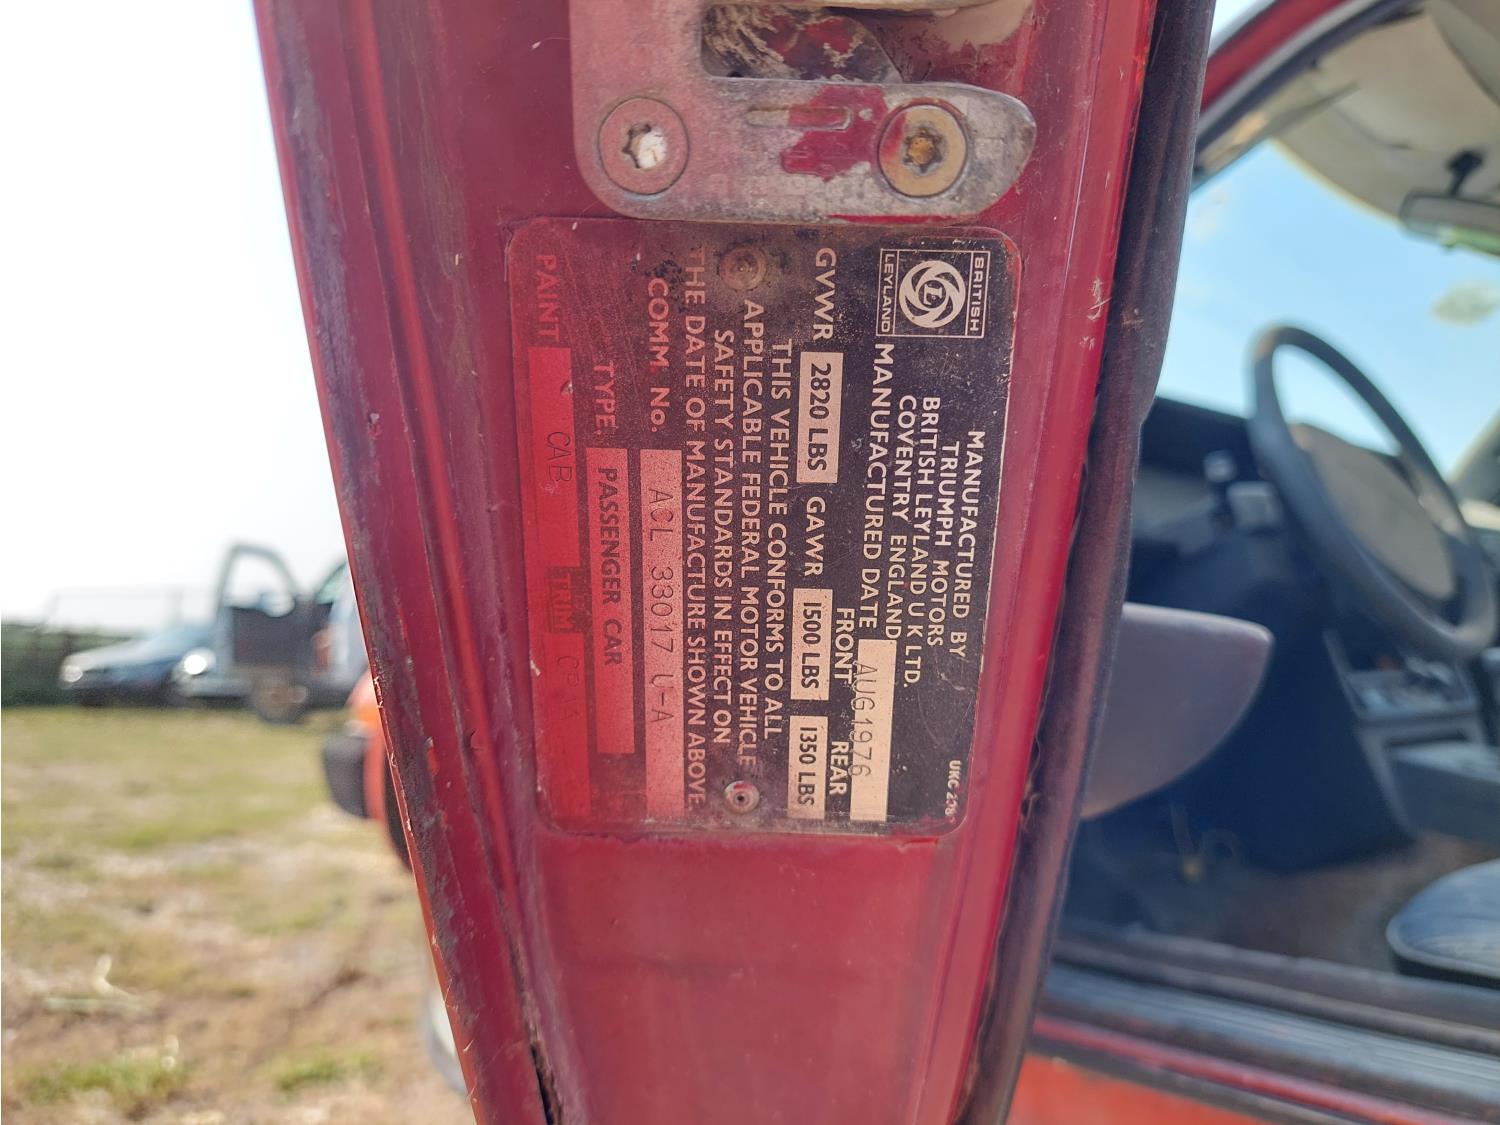 BRITISH
LEYLAND
L
MANUFACTURED BY
TRIUMPH MOTORS
BRITISH LEYLAND U K LTD.
COVENTRY ENGLAND
MANUFACTURED DATE AUG 1976
GVWR 2820 LBS GAWR FRONT 1500 LBS REAR 1350 LBS
THIS VEHICLE CONFORMS TO ALL
APPLICABLE FEDERAL MOTOR VEHICLE
SAFETY STANDARDS IN EFFECT ON
THE DATE OF MANUFACTURE SHOWN ABOVE
COMM. No. ACL 33017 U-A
TYPE. PASSENGER CAR
PAINT CAB TRIM